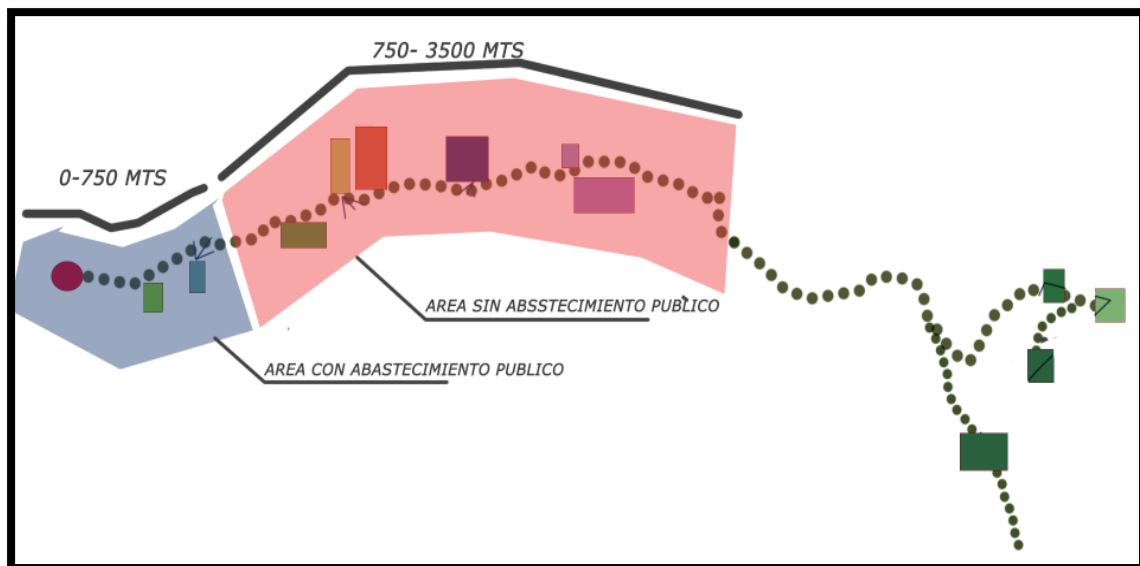 750- 3500 MTS
0-750 MTS
AREA SIN ABSSTECIMIENTO PUBLICO
AREA CON ABASTECIMIENTO PUBLICO